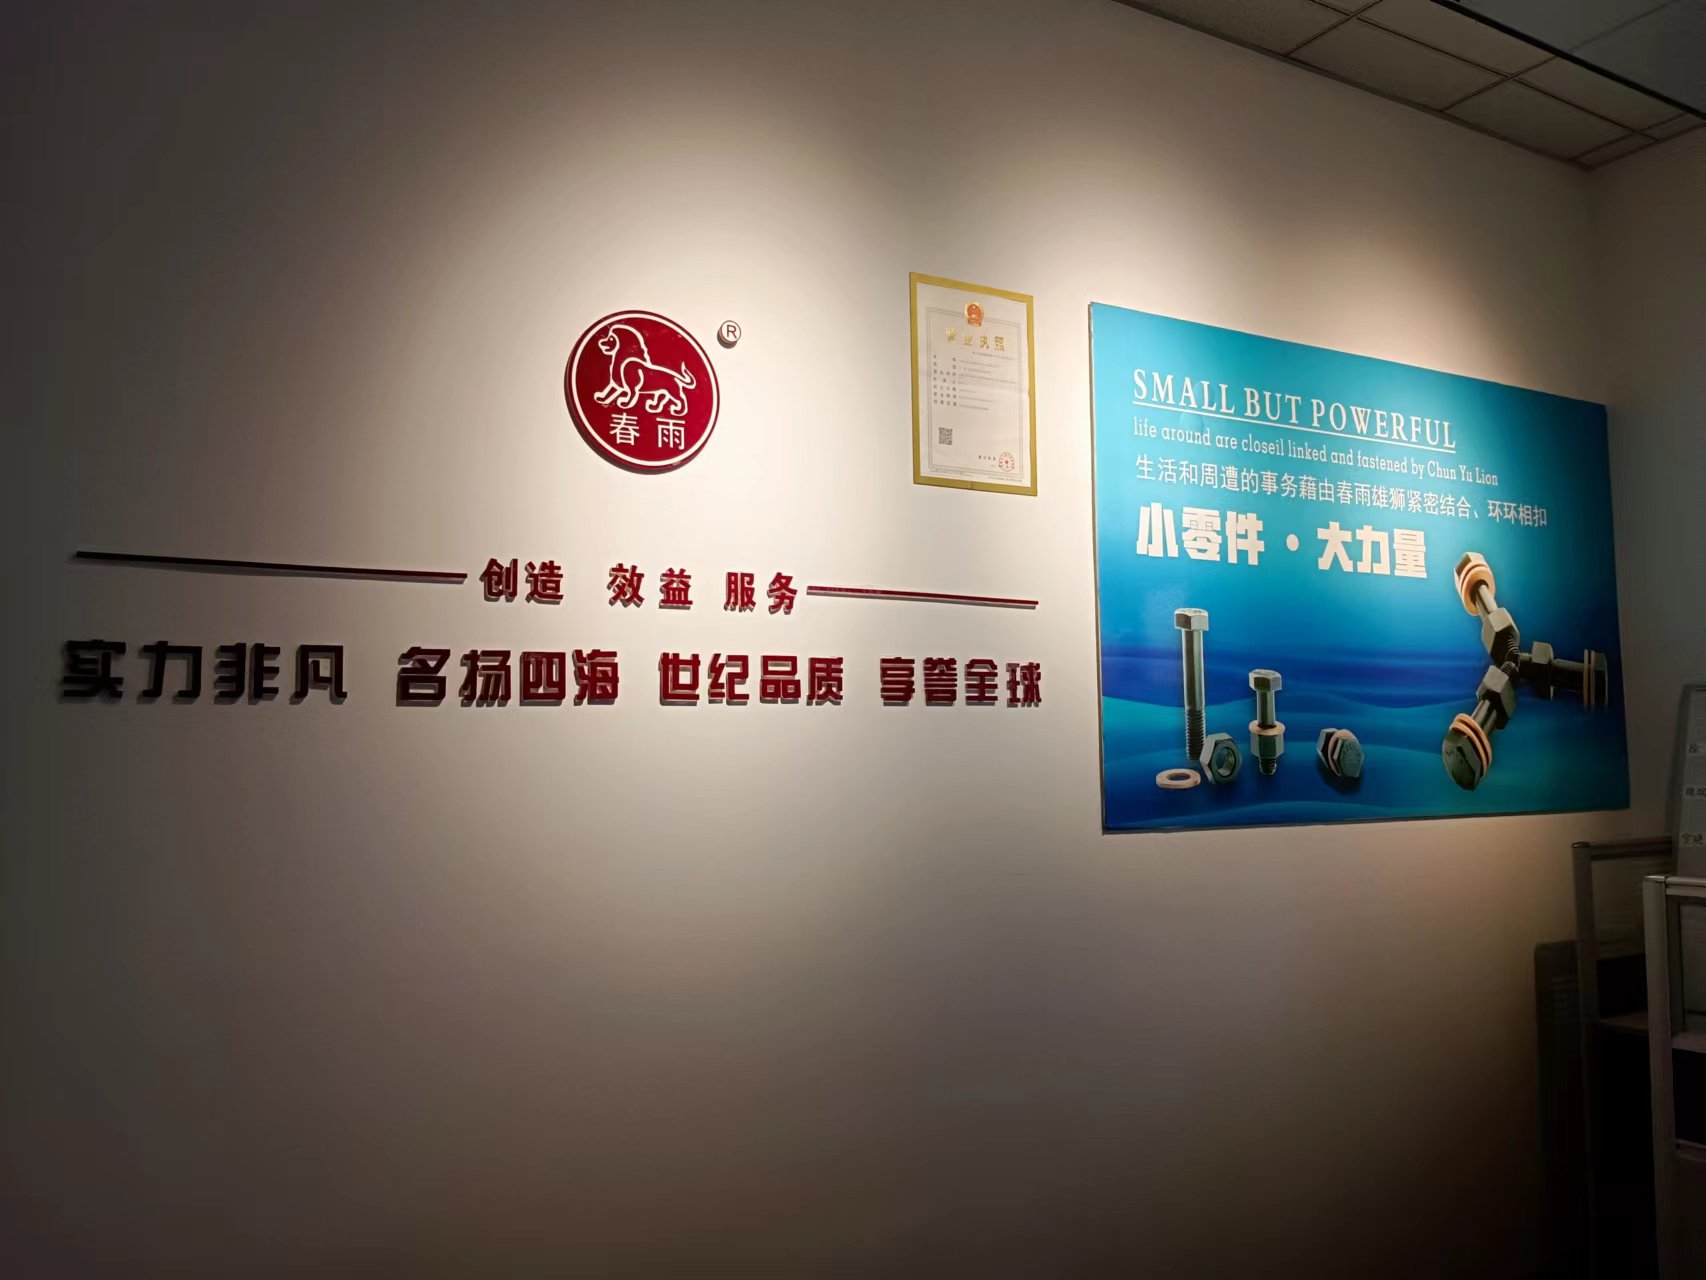 春雨
®
创造 效益 服务
实力非凡 名扬四海 世纪品质 享誉全球
营业执照
SMALL BUT POWERFUL
life around are closeil linked and fastened by Chun Yu Lion
生活和周遭的事务藉由春雨雄狮紧密结合、环环相扣
小零件·大力量